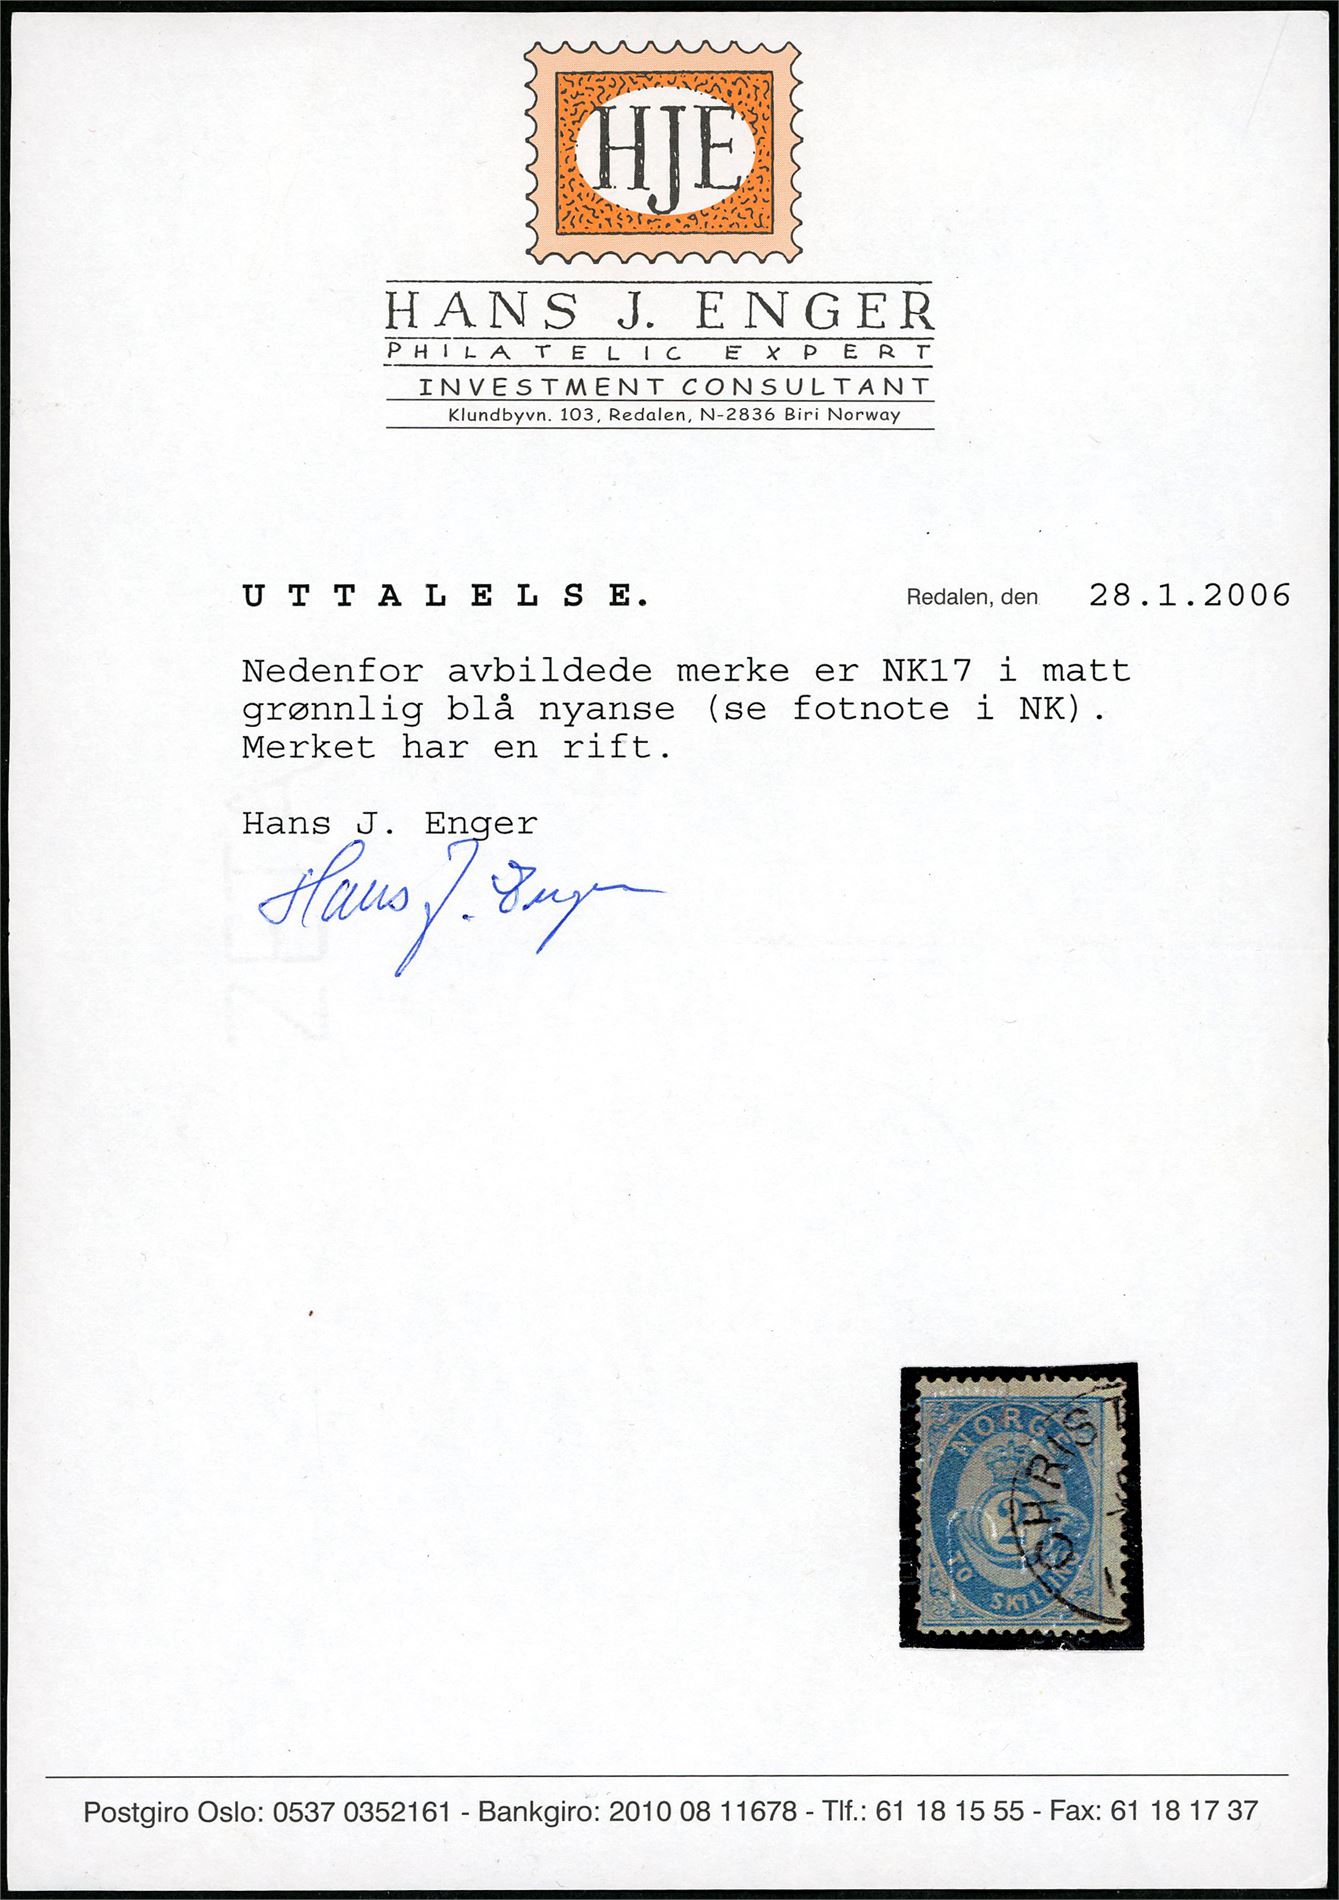 HJE
HANS J. ENGER
PHILATELIC EXPERT
INVESTMENT CONSULTANT
Klundbyvn. 103, Redalen, N-2836 Biri Norway
UTTALELSE. Redalen, den 28.1.2006
Nedenfor avbildede merke er NK17 i matt
grønnlig blå nyanse (se fotnote i NK).
Merket har en rift.
Hans J. Enger
Hans J. Enger
NORGE
CHRIST
2
TO SKILLING
Postgiro Oslo: 0537 0352161 - Bankgiro: 2010 08 11678 - Tlf.: 61 18 15 55 - Fax: 61 18 17 37